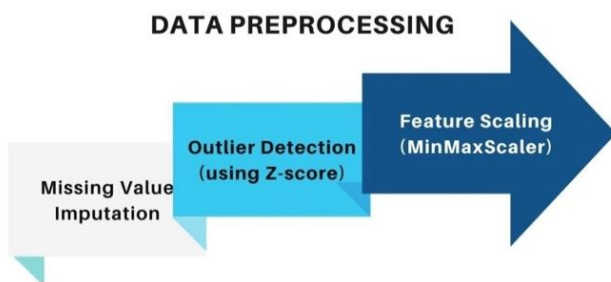 DATA PREPROCESSING
Missing Value
Imputation
Outlier Detection
(using Z-score)
Feature Scaling
(MinMaxScaler)